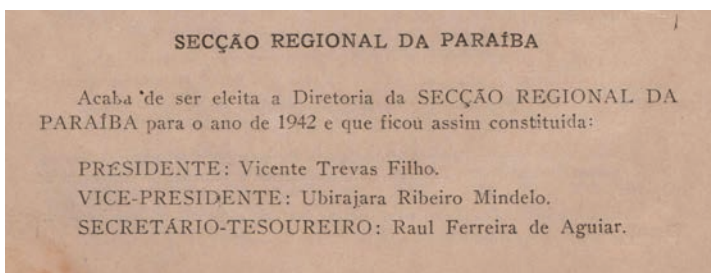 SECÇÃO REGIONAL DA PARAÍBA
Acaba de ser eleita a Diretoria da SECÇÃO REGIONAL DA
PARAÍBA para o ano de 1942 e que ficou assim constituida:
PRESIDENTE: Vicente Trevas Filho.
VICE-PRESIDENTE: Ubirajara Ribeiro Mindelo.
SECRETÁRIO-TESOUREIRO: Raul Ferreira de Aguiar.